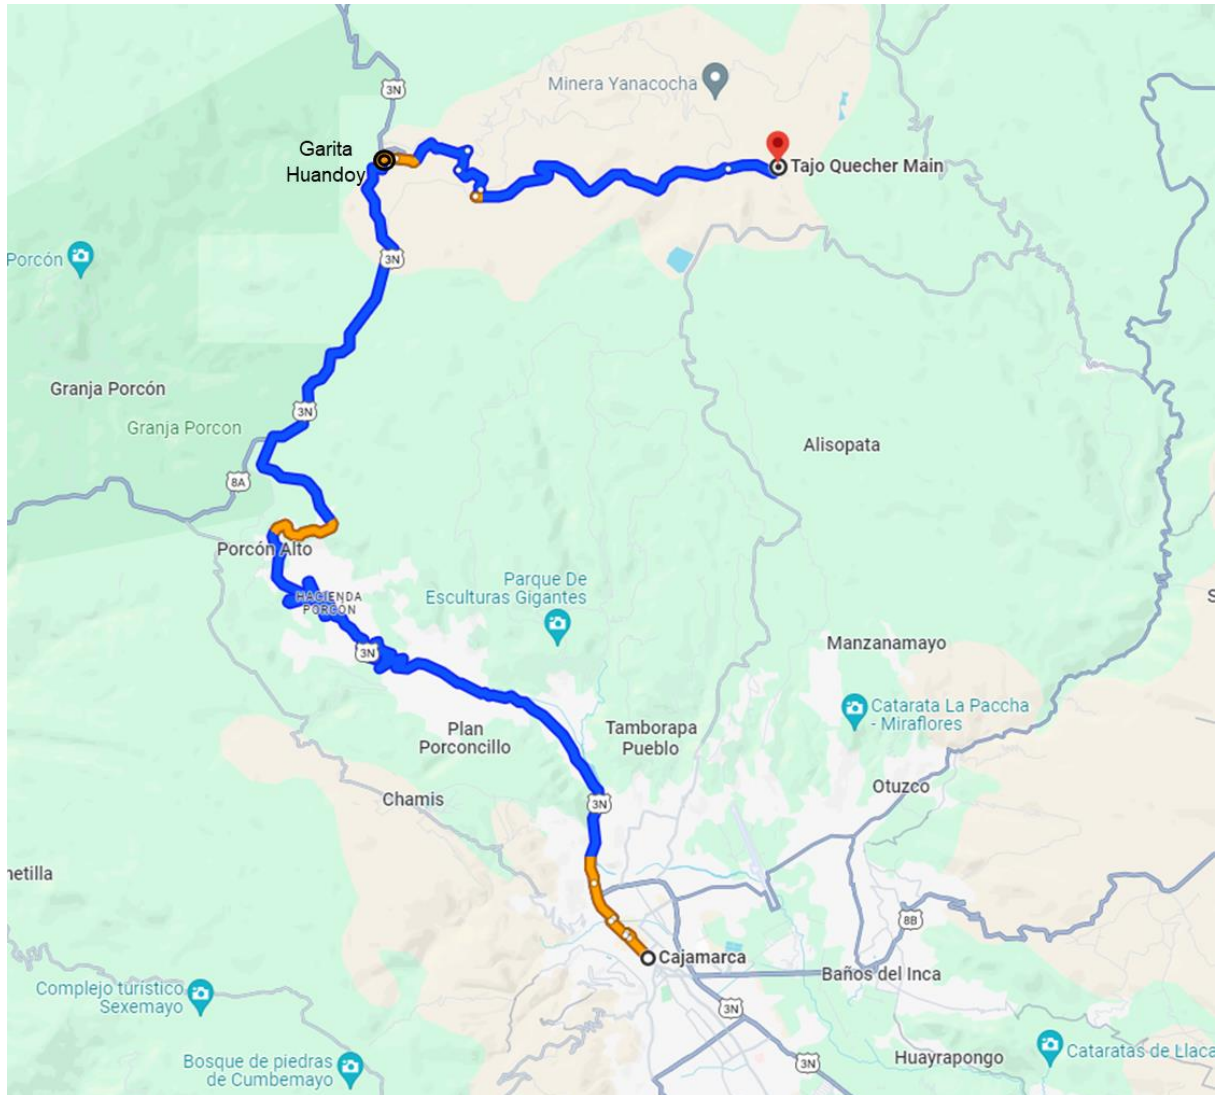 3N
Minera Yanacocha
Garita
Huandoy
Tajo Quecher Main
Porcón
3N
Granja Porcón
3N
Granja Porcon
Alisopata
8A
Porcón Alto
Parque De
Esculturas Gigantes
HACIENDA
PORCÓN
S
3N
Manzanamayo
Catarata La Paccha
- Miraflores
Plan
Porconcillo
Tamborapa
Pueblo
Otuzco
Chamis
3N
netilla
8B
Cajamarca
Baños del Inca
Complejo turístico
Sexemayo
3N
Huayrapongo
Cataratas de Llaca
3N
Bosque de piedras
de Cumbemayo